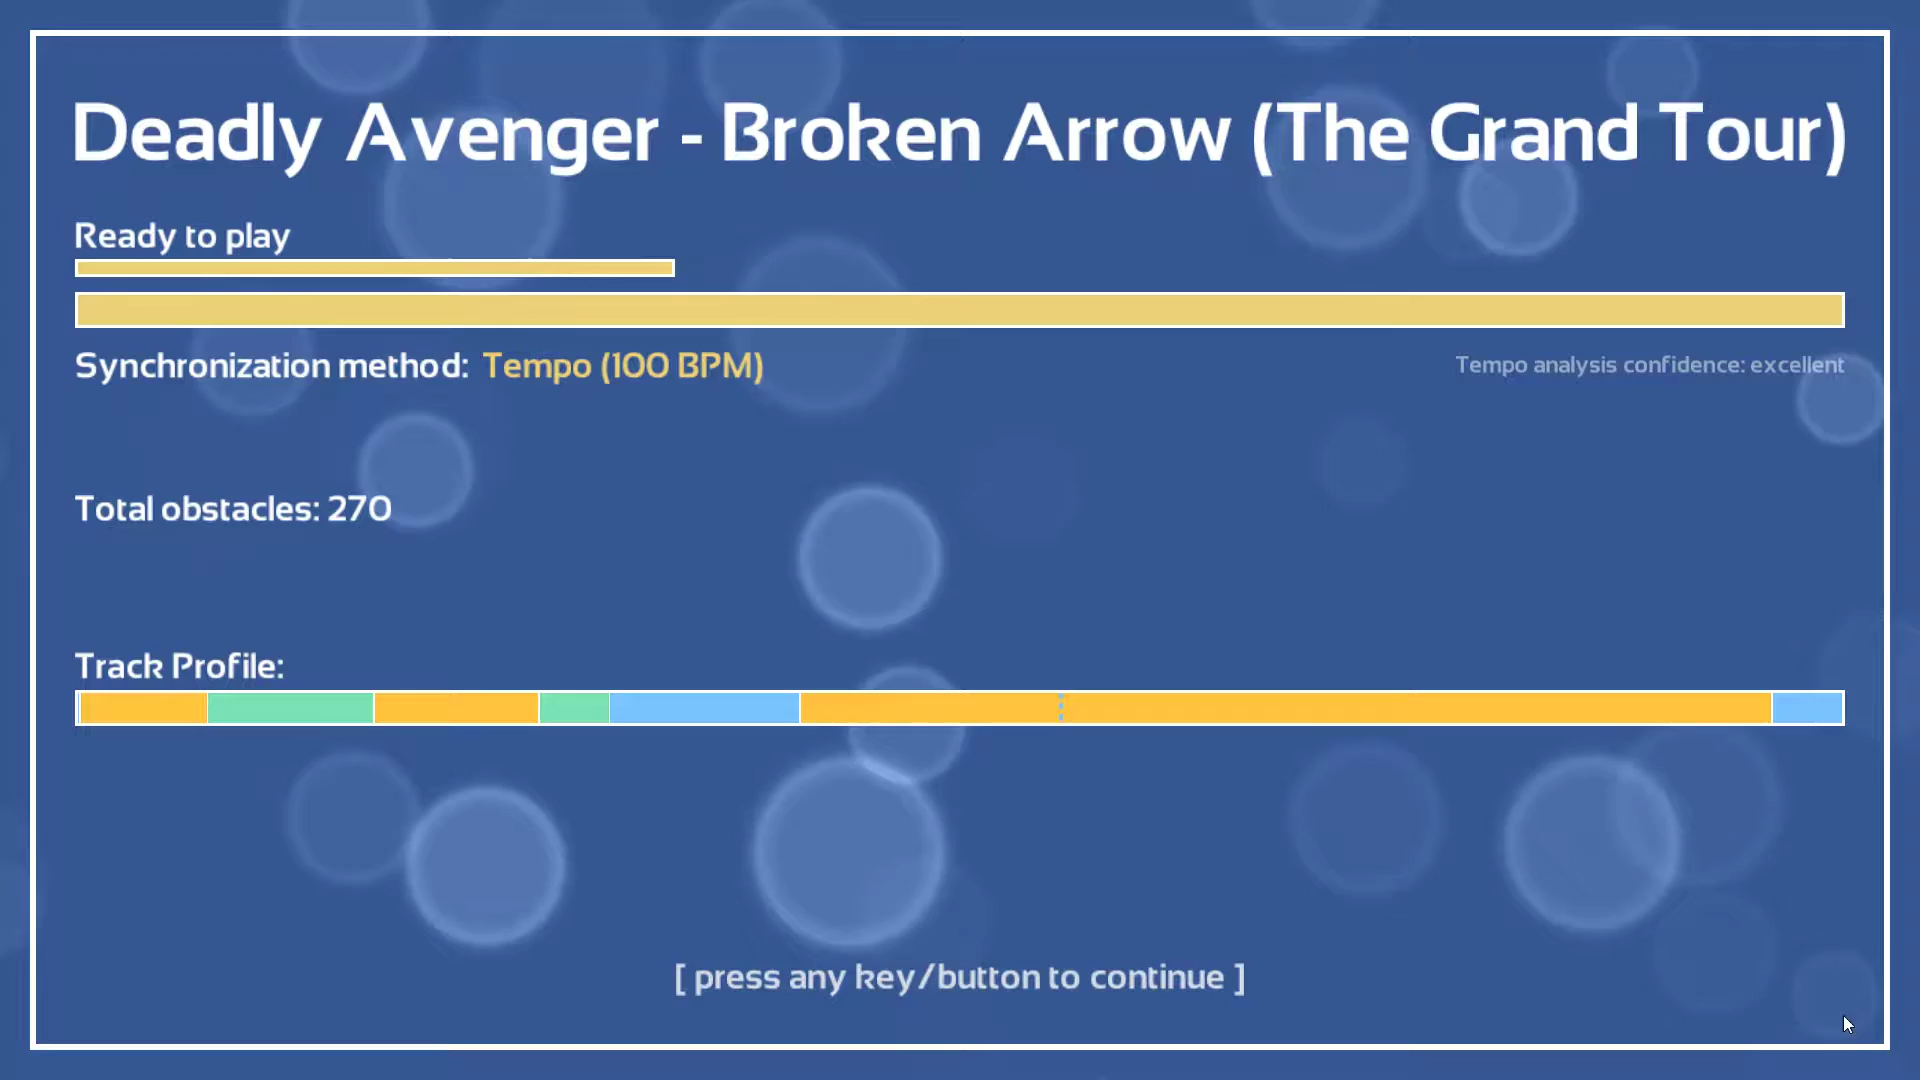 Deadly Avenger - Broken Arrow (The Grand Tour)
Ready to play
Synchronization method: Tempo (100 BPM)
Tempo analysis confidence: excellent
Total obstacles: 270
Track Profile:
[ press any key/button to continue ]